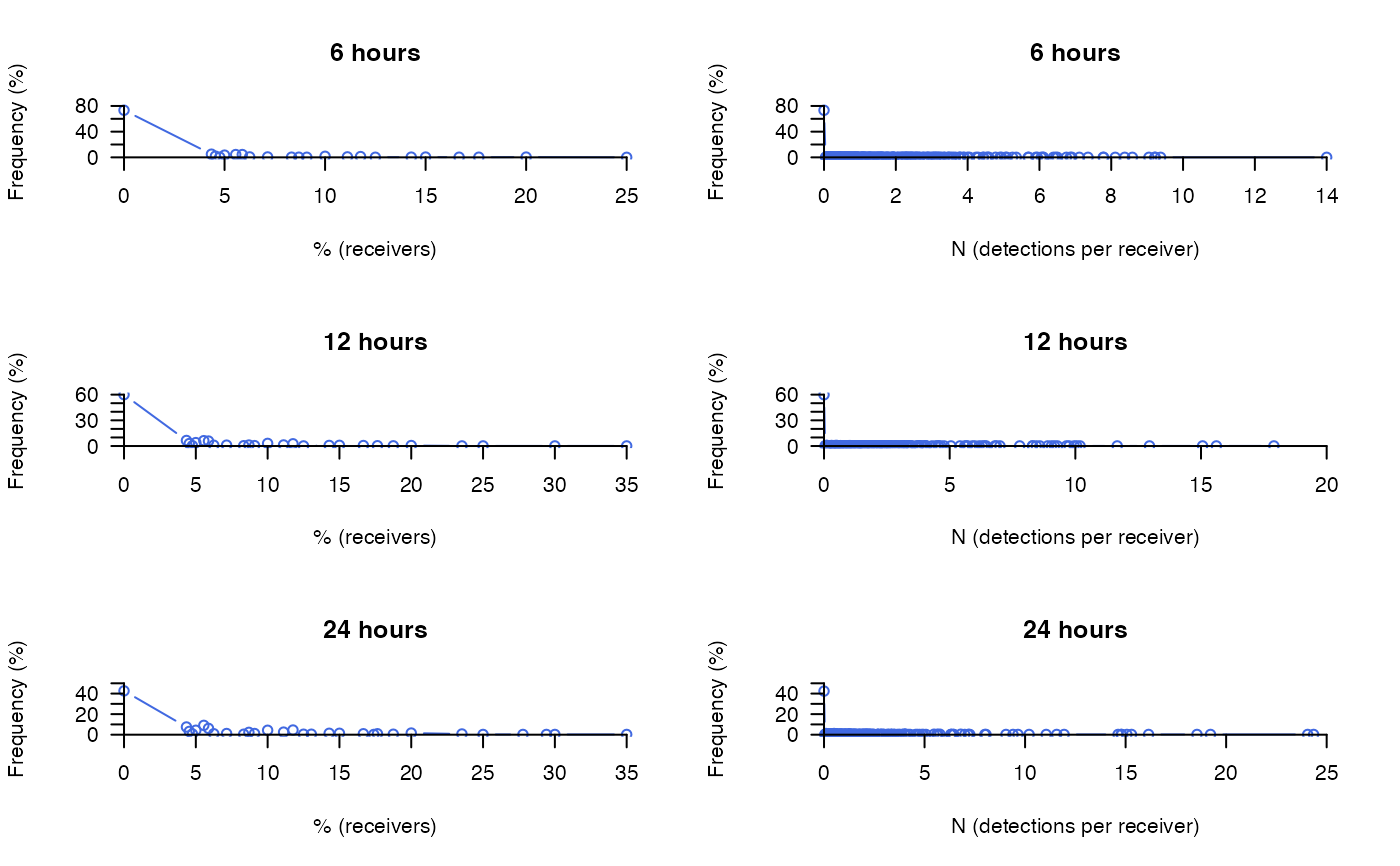 6 hours
Frequency (%)
80
40
0
0 5 10 15 20 25
% (receivers)
6 hours
Frequency (%)
80
40
0
0 2 4 6 8 10 12 14
N (detections per receiver)
12 hours
Frequency (%)
60
30
0
0 5 10 15 20 25 30 35
% (receivers)
12 hours
Frequency (%)
60
30
0
0 5 10 15 20
N (detections per receiver)
24 hours
Frequency (%)
40
20
0
0 5 10 15 20 25 30 35
% (receivers)
24 hours
Frequency (%)
40
20
0
0 5 10 15 20 25
N (detections per receiver)